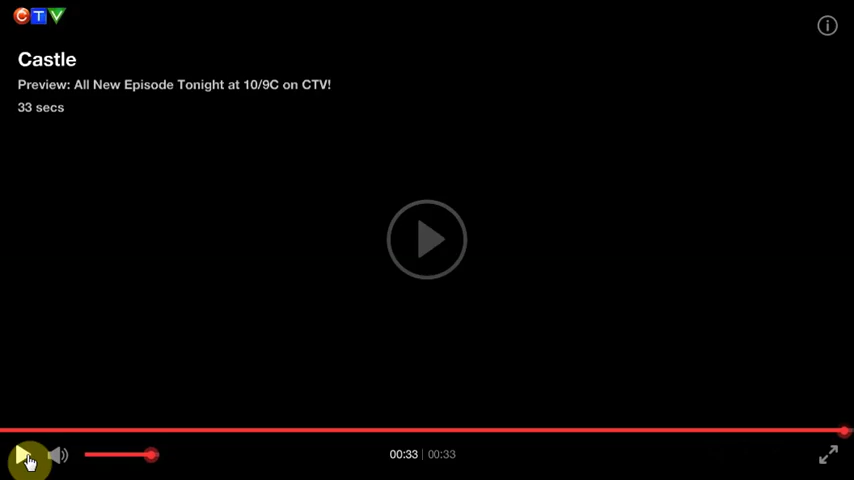 CTV
Castle
Preview: All New Episode Tonight at 10/9C on CTV!
33 secs
00:33 | 00:33